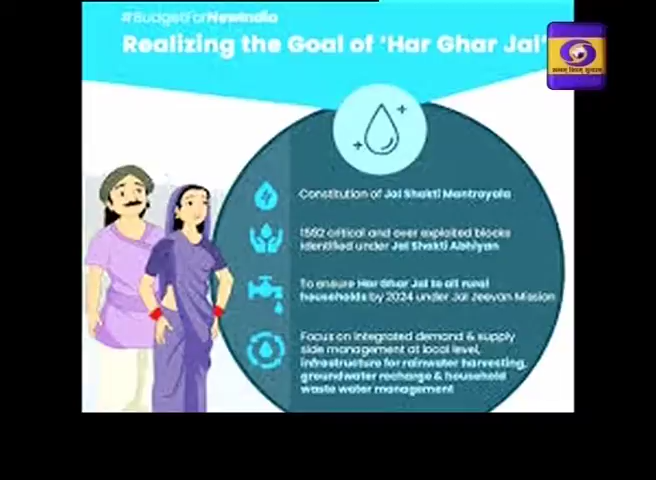 #BudgetForNewIndia
Realizing the Goal of 'Har Ghar Jal'
Constitution of Jal Shakti Mantrayala
1592 critical and over exploited blocks
identified under Jal Shakti Abhiyan
To ensure Har Ghar Jal to all rural
households by 2024 under Jal Jeevan Mission
Focus on integrated demand & supply
side management at local level,
infrastructure for rainwater harvesting,
groundwater recharge & household
waste water management